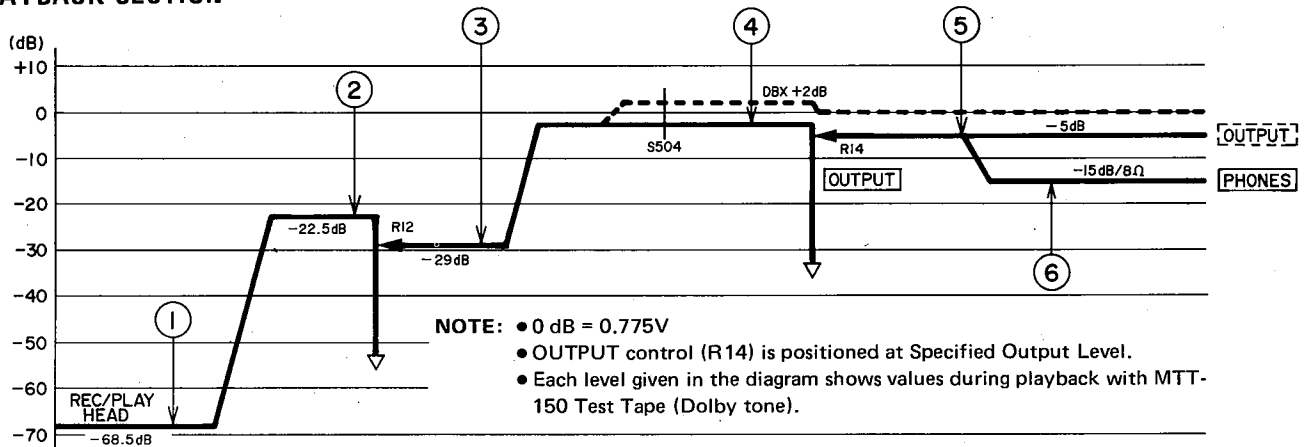 (dB)
+10
0
-10
-20
-30
-40
-50
-60
-70
1
2
3
4
5
6
REC/PLAY
HEAD
-68.5dB
-22.5dB
R12
-29dB
S504
DBX +2dB
OUTPUT
R14
-5dB
OUTPUT
-15dB/8Ω
PHONES
NOTE: ● 0 dB = 0.775V
● OUTPUT control (R14) is positioned at Specified Output Level.
● Each level given in the diagram shows values during playback with MTT-
150 Test Tape (Dolby tone).